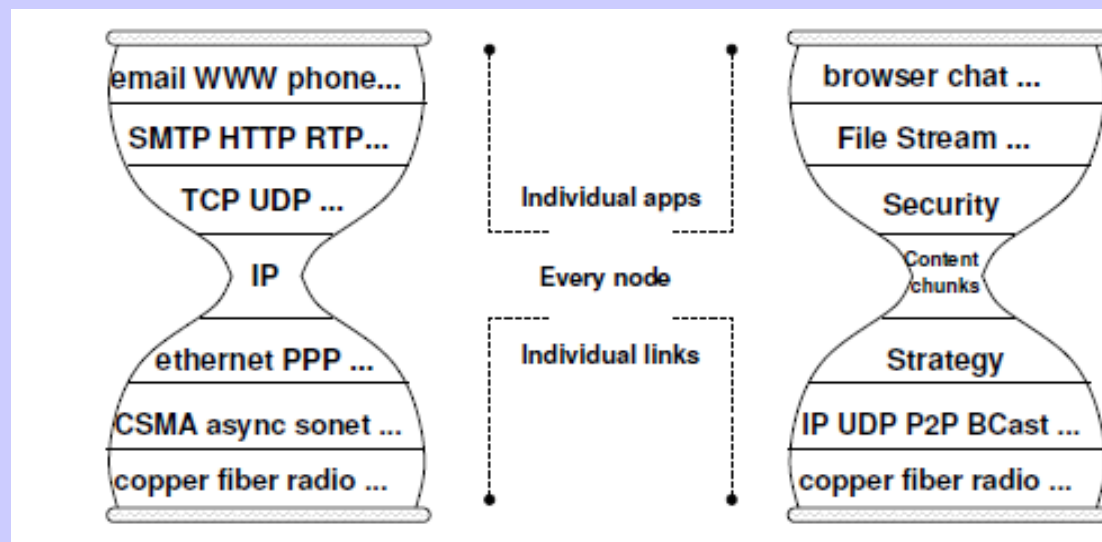 email WWW phone...
SMTP HTTP RTP...
TCP UDP ...
IP
ethernet PPP ...
CSMA async sonet ...
copper fiber radio ...
Individual apps
Every node
Individual links
browser chat ...
File Stream ...
Security
Content
chunks
Strategy
IP UDP P2P BCast ...
copper fiber radio ...